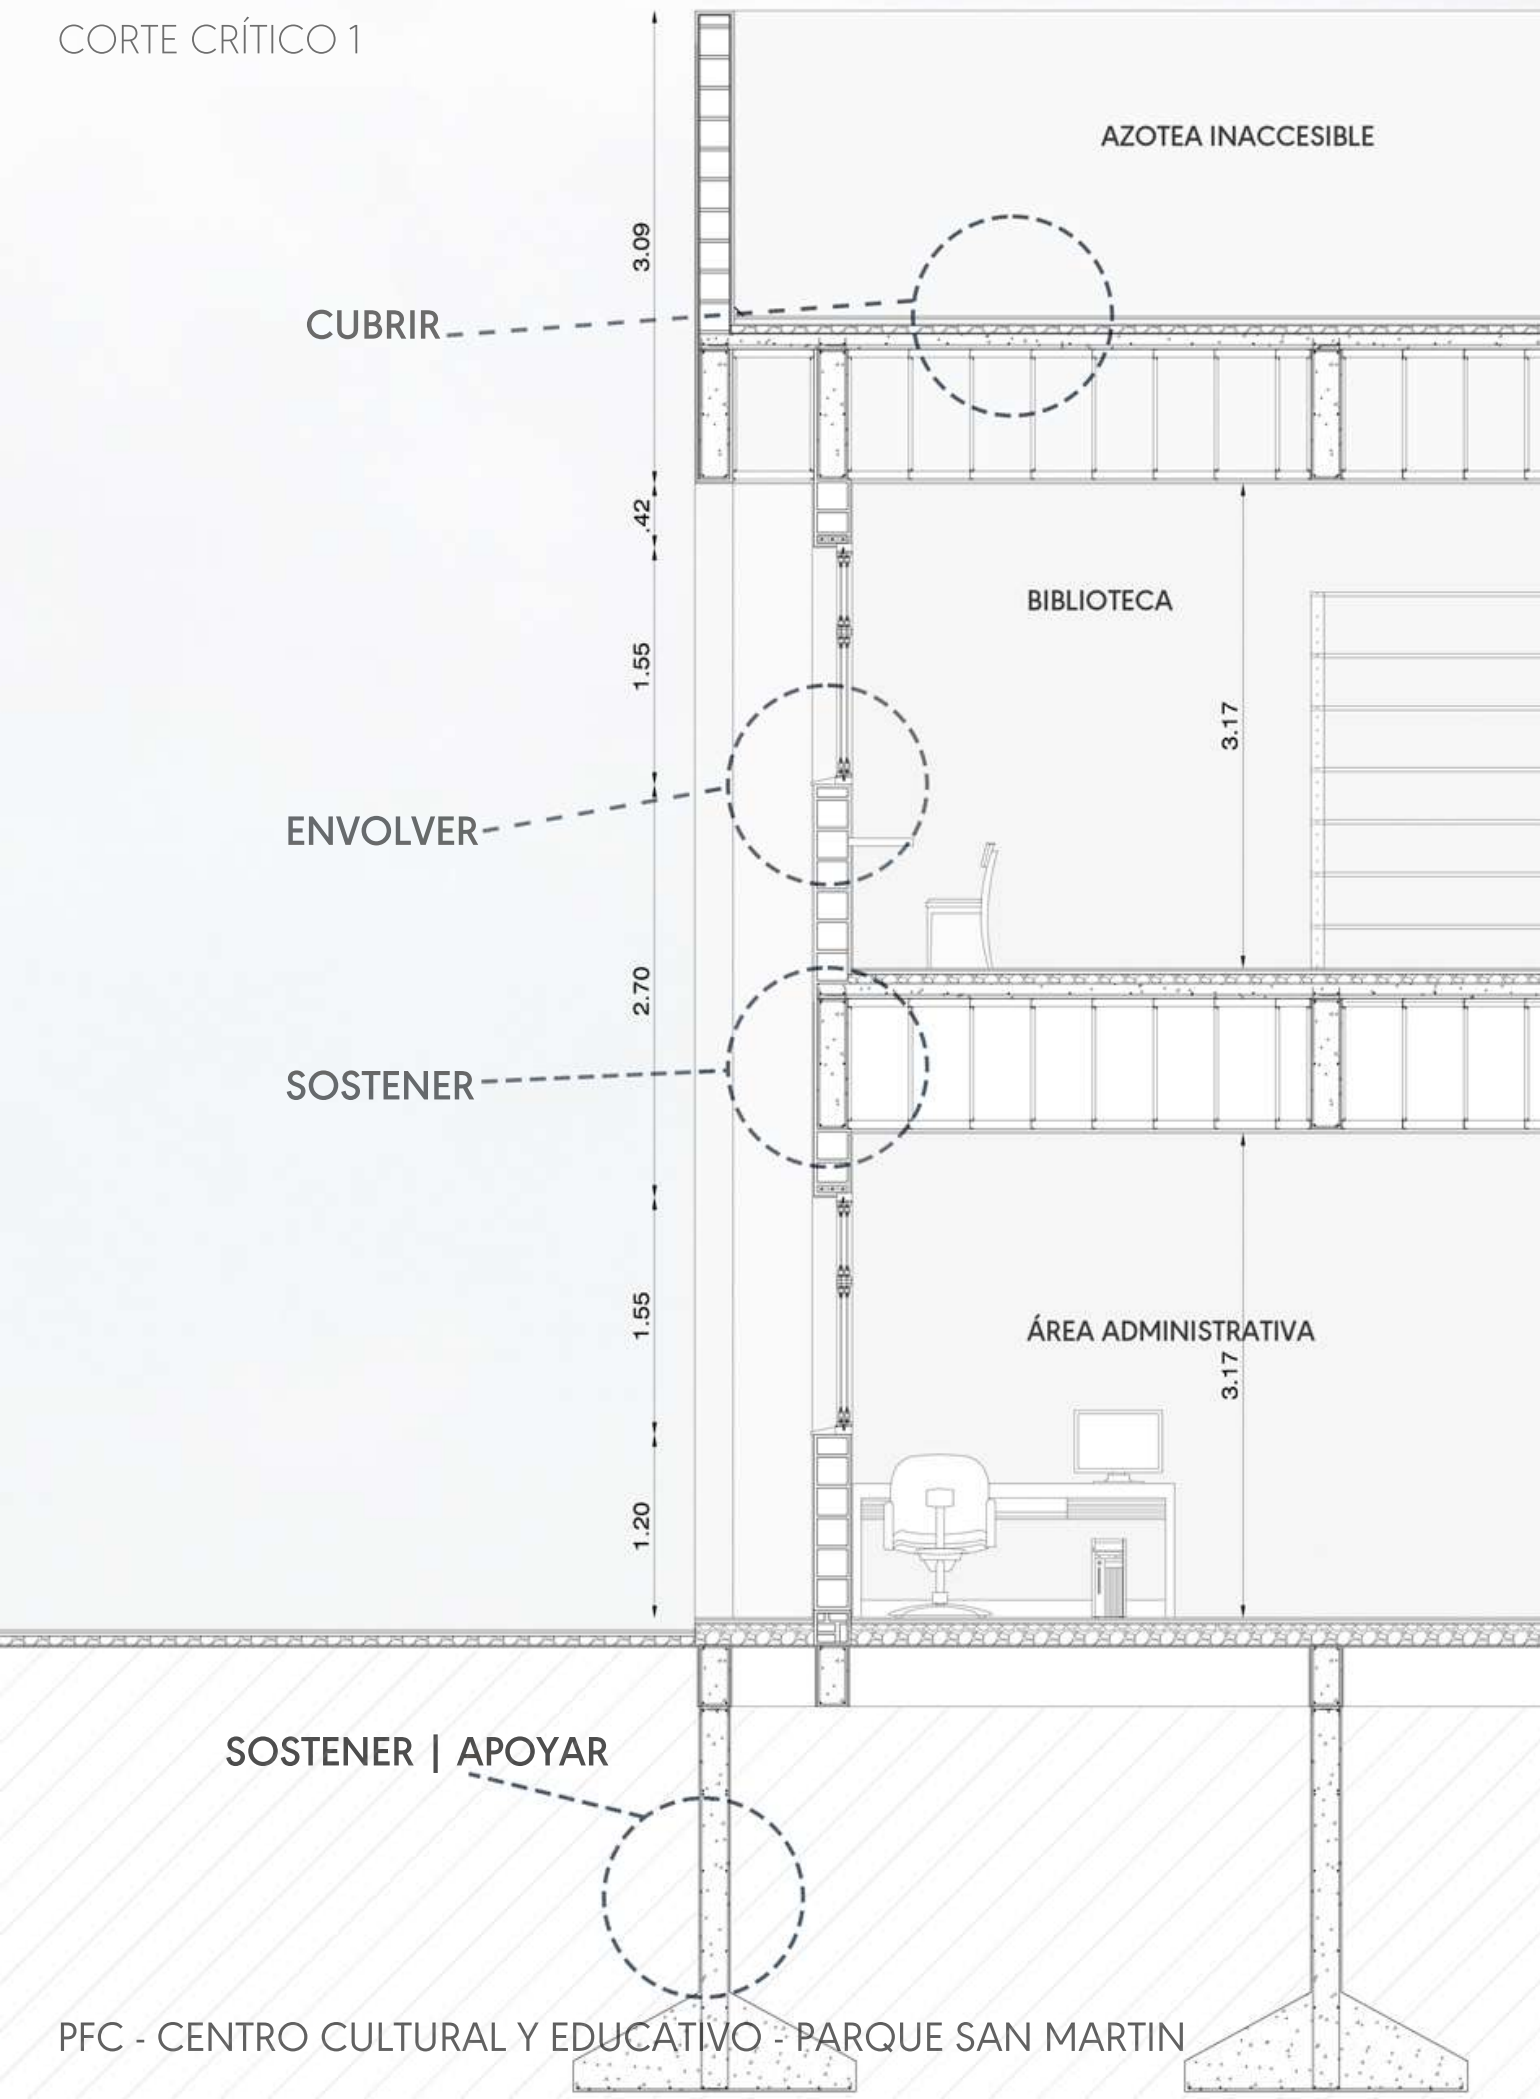 CORTE CRÍTICO 1
AZOTEA INACCESIBLE
3.09
CUBRIR
.42
BIBLIOTECA
1.55
3.17
ENVOLVER
2.70
SOSTENER
1.55
ÁREA ADMINISTRATIVA
3.17
1.20
SOSTENER | APOYAR
PFC - CENTRO CULTURAL Y EDUCATIVO - PARQUE SAN MARTIN